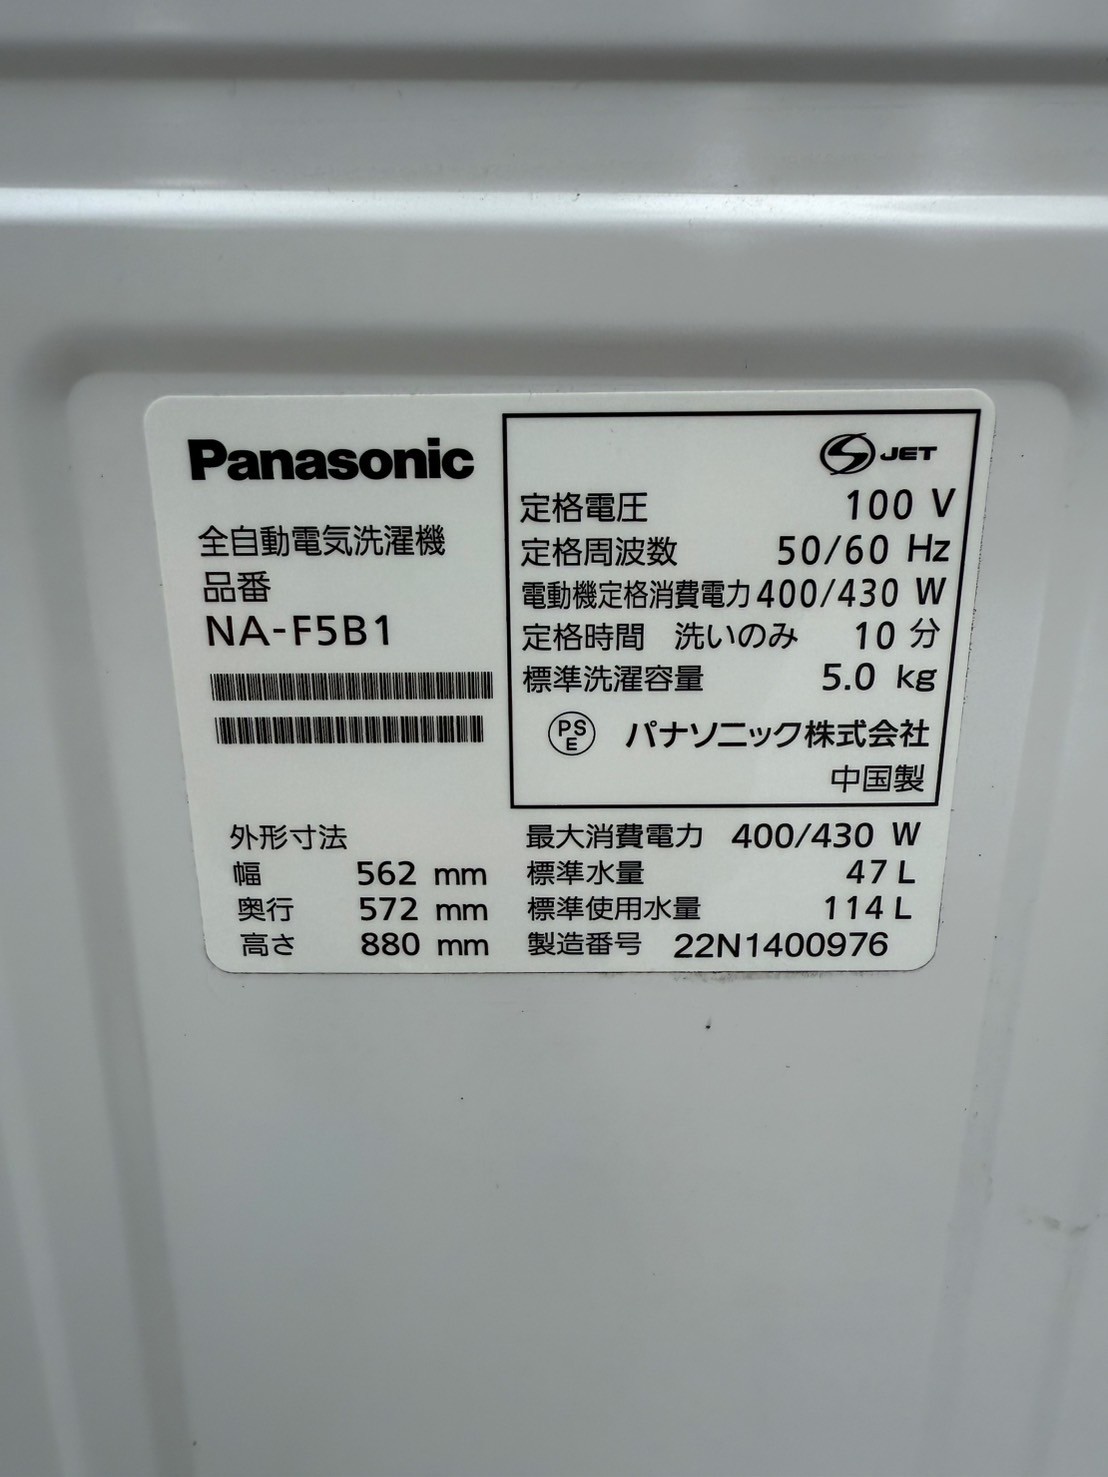 Panasonic
全自動電気洗濯機
品番
NA-F5B1
JET
定格電圧 100 V
定格周波数 50/60 Hz
電動機定格消費電力 400/430 W
定格時間 洗いのみ 10 分
標準洗濯容量 5.0 kg
PS
E
パナソニック株式会社
中国製
外形寸法
幅 562 mm
奥行 572 mm
高さ 880 mm
最大消費電力 400/430 W
標準水量 47 L
標準使用水量 114 L
製造番号 22N1400976